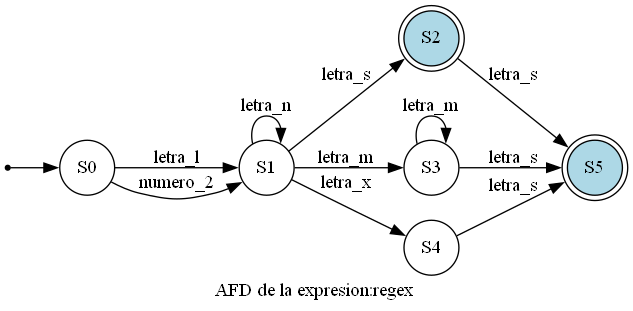 S2
letra_s
letra_s
letra_n
letra_m
S0
letra_l
S1
letra_m
S3
letra_s
S5
numero_2
letra_x
letra_s
S4
AFD de la expresion:regex